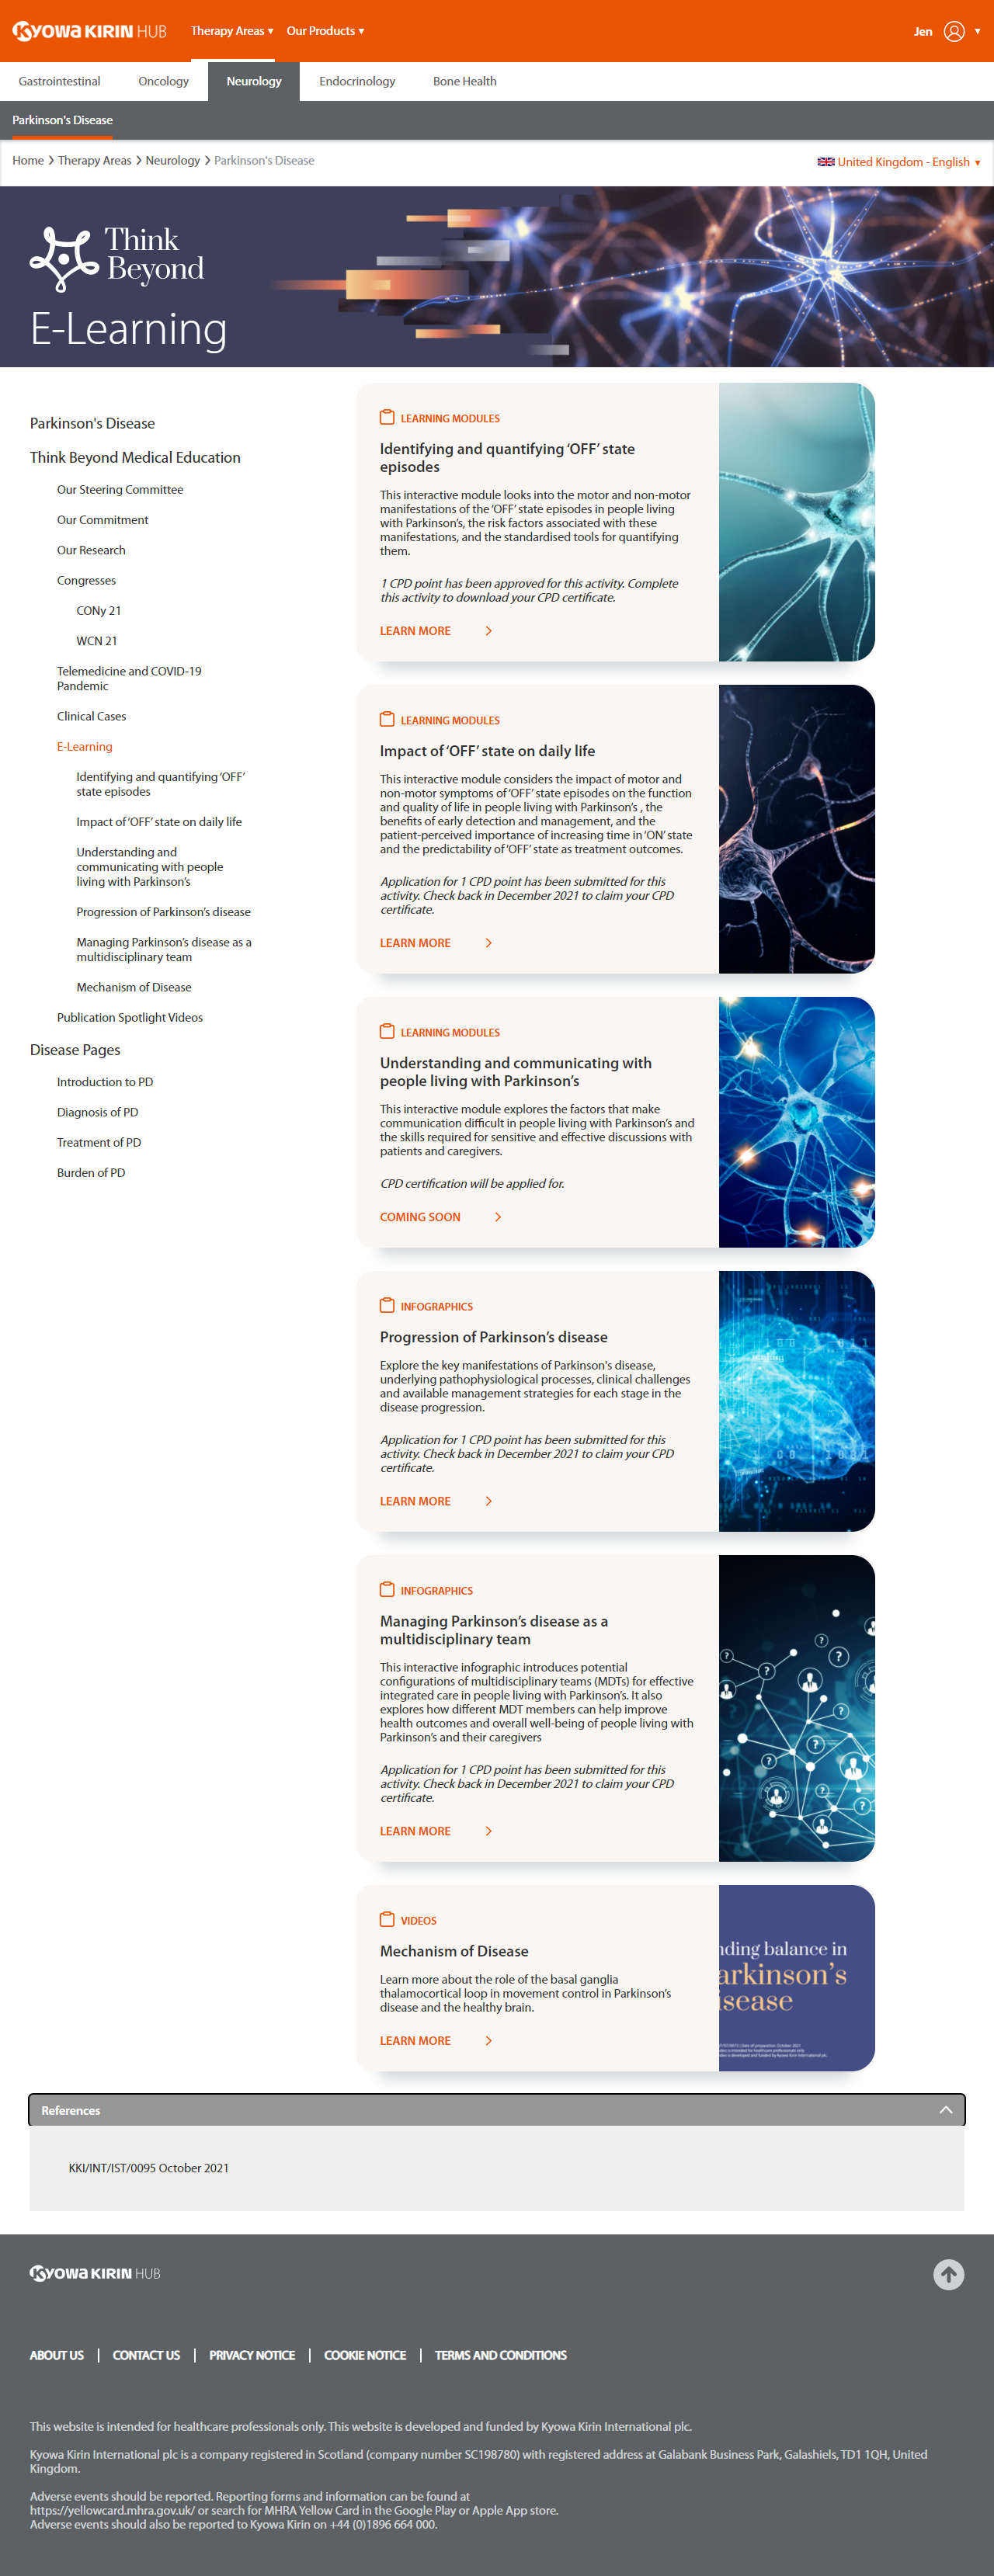 KYOWA KIRIN HUB
Therapy Areas ▾
Our Products ▾
Jen
Gastrointestinal
Oncology
Neurology
Endocrinology
Bone Health
Parkinson's Disease
Home > Therapy Areas > Neurology > Parkinson's Disease
United Kingdom - English ▾
Think
Beyond
E-Learning
Parkinson's Disease
Think Beyond Medical Education
Our Steering Committee
Our Commitment
Our Research
Congresses
CONy 21
WCN 21
Telemedicine and COVID-19
Pandemic
Clinical Cases
E-Learning
Identifying and quantifying ‘OFF’
state episodes
Impact of ‘OFF’ state on daily life
Understanding and
communicating with people
living with Parkinson’s
Progression of Parkinson’s disease
Managing Parkinson’s disease as a
multidisciplinary team
Mechanism of Disease
Publication Spotlight Videos
Disease Pages
Introduction to PD
Diagnosis of PD
Treatment of PD
Burden of PD
LEARNING MODULES
Identifying and quantifying ‘OFF’ state
episodes
This interactive module looks into the motor and non-motor
manifestations of the ‘OFF’ state episodes in people living
with Parkinson’s, the risk factors associated with these
manifestations, and the standardised tools for quantifying
them.
1 CPD point has been approved for this activity. Complete
this activity to download your CPD certificate.
LEARN MORE >
LEARNING MODULES
Impact of ‘OFF’ state on daily life
This interactive module considers the impact of motor and
non-motor symptoms of ‘OFF’ state episodes on the function
and quality of life in people living with Parkinson’s , the
benefits of early detection and management, and the
patient-perceived importance of increasing time in ‘ON’ state
and the predictability of ‘OFF’ state as treatment outcomes.
Application for 1 CPD point has been submitted for this
activity. Check back in December 2021 to claim your CPD
certificate.
LEARN MORE >
LEARNING MODULES
Understanding and communicating with
people living with Parkinson’s
This interactive module explores the factors that make
communication difficult in people living with Parkinson’s and
the skills required for sensitive and effective discussions with
patients and caregivers.
CPD certification will be applied for.
COMING SOON >
INFOGRAPHICS
Progression of Parkinson’s disease
Explore the key manifestations of Parkinson's disease,
underlying pathophysiological processes, clinical challenges
and available management strategies for each stage in the
disease progression.
Application for 1 CPD point has been submitted for this
activity. Check back in December 2021 to claim your CPD
certificate.
LEARN MORE >
INFOGRAPHICS
Managing Parkinson’s disease as a
multidisciplinary team
This interactive infographic introduces potential
configurations of multidisciplinary teams (MDTs) for effective
integrated care in people living with Parkinson’s. It also
explores how different MDT members can help improve
health outcomes and overall well-being of people living with
Parkinson’s and their caregivers
Application for 1 CPD point has been submitted for this
activity. Check back in December 2021 to claim your CPD
certificate.
LEARN MORE >
VIDEOS
Mechanism of Disease
Learn more about the role of the basal ganglia
thalamocortical loop in movement control in Parkinson’s
disease and the healthy brain.
LEARN MORE >
nding balance in
arkinson’s
isease
References
KKI/INT/IST/0095 October 2021
KYOWA KIRIN HUB
ABOUT US | CONTACT US | PRIVACY NOTICE | COOKIE NOTICE | TERMS AND CONDITIONS
This website is intended for healthcare professionals only. This website is developed and funded by Kyowa Kirin International plc.
Kyowa Kirin International plc is a company registered in Scotland (company number SC198780) with registered address at Galabank Business Park, Galashiels, TD1 1QH, United
Kingdom.
Adverse events should be reported. Reporting forms and information can be found at
https://yellowcard.mhra.gov.uk/ or search for MHRA Yellow Card in the Google Play or Apple App store.
Adverse events should also be reported to Kyowa Kirin on +44 (0)1896 664 000.